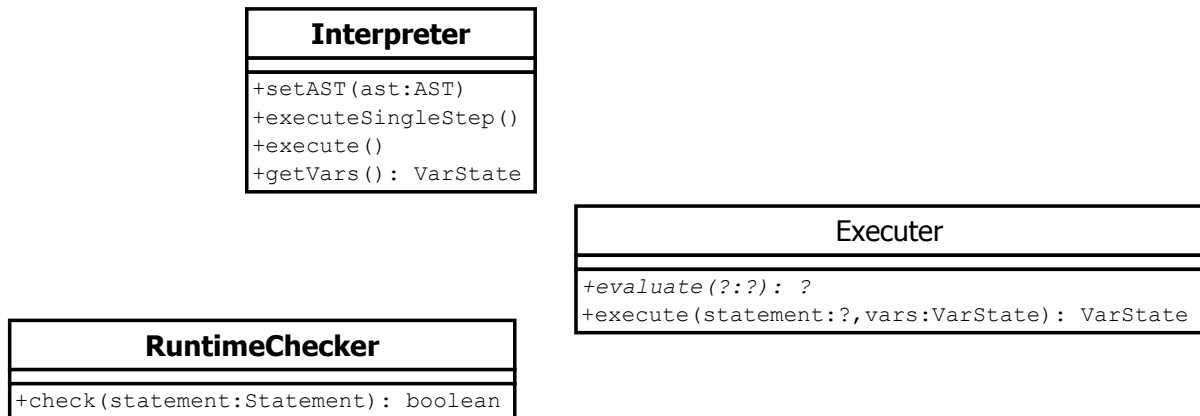 Interpreter
+setAST(ast:AST)
+executeSingleStep()
+execute()
+getVars(): VarState
Executer
+evaluate(?:?): ?
+execute(statement:?,vars:VarState): VarState
RuntimeChecker
+check(statement:Statement): boolean